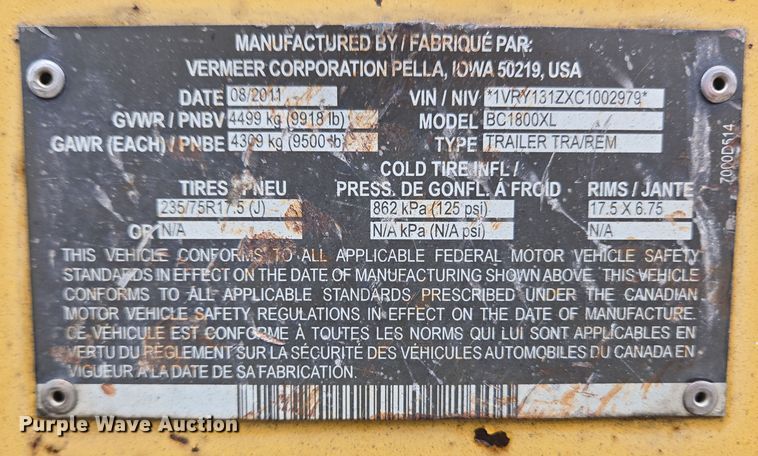 MANUFACTURED BY / FABRIQUÉ PAR:
VERMEER CORPORATION PELLA, IOWA 50219, USA
DATE 08/2011 VIN / NIV *1VRY131ZXC1002979*
GVWR / PNBV 4499 kg (9918 lb) MODEL BC1800XL
GAWR (EACH) / PNBE 4309 kg (9500 lb) TYPE TRAILER TRA/REM
7000D514
COLD TIRE INFL /
TIRES / PNEU PRESS. DE GONFL. À FROID RIMS / JANTE
235/75R17.5 (J) 862 kPa (125 psi) 17.5 X 6.75
OR N/A N/A kPa (N/A psi) N/A
THIS VEHICLE CONFORMS TO ALL APPLICABLE FEDERAL MOTOR VEHICLE SAFETY
STANDARDS IN EFFECT ON THE DATE OF MANUFACTURING SHOWN ABOVE. THIS VEHICLE
CONFORMS TO ALL APPLICABLE STANDARDS PRESCRIBED UNDER THE CANADIAN
MOTOR VEHICLE SAFETY REGULATIONS IN EFFECT ON THE DATE OF MANUFACTURE.
CE VÉHICULE EST CONFORME À TOUTES LES NORMS QUI LUI SONT APPLICABLES EN
VERTU DU RÈGLEMENT SUR LA SÉCURITÉ DES VÉHICULES AUTOMOBILES DU CANADA EN
VIGUEUR À LA DATE DE SA FABRICATION.
Purple Wave Auction Purple Wave Auction